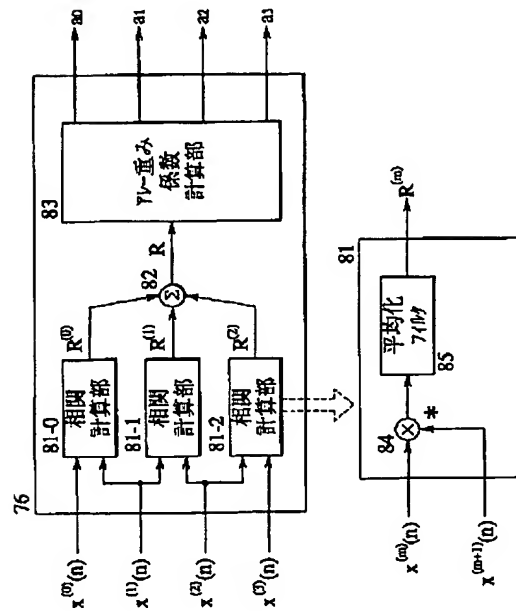 76
x^(0)(n)
x^(1)(n)
x^(2)(n)
x^(3)(n)
81-0
相関
計算部
81-1
相関
計算部
81-2
相関
計算部
R^(0)
R^(1)
R^(2)
82
Σ
R
83
アレー重み
係数
計算部
a0
a1
a2
a3
81
x^(m)(n)
x^(m+1)(n)
84
×
*
平均化
フィルタ
85
R^(m)